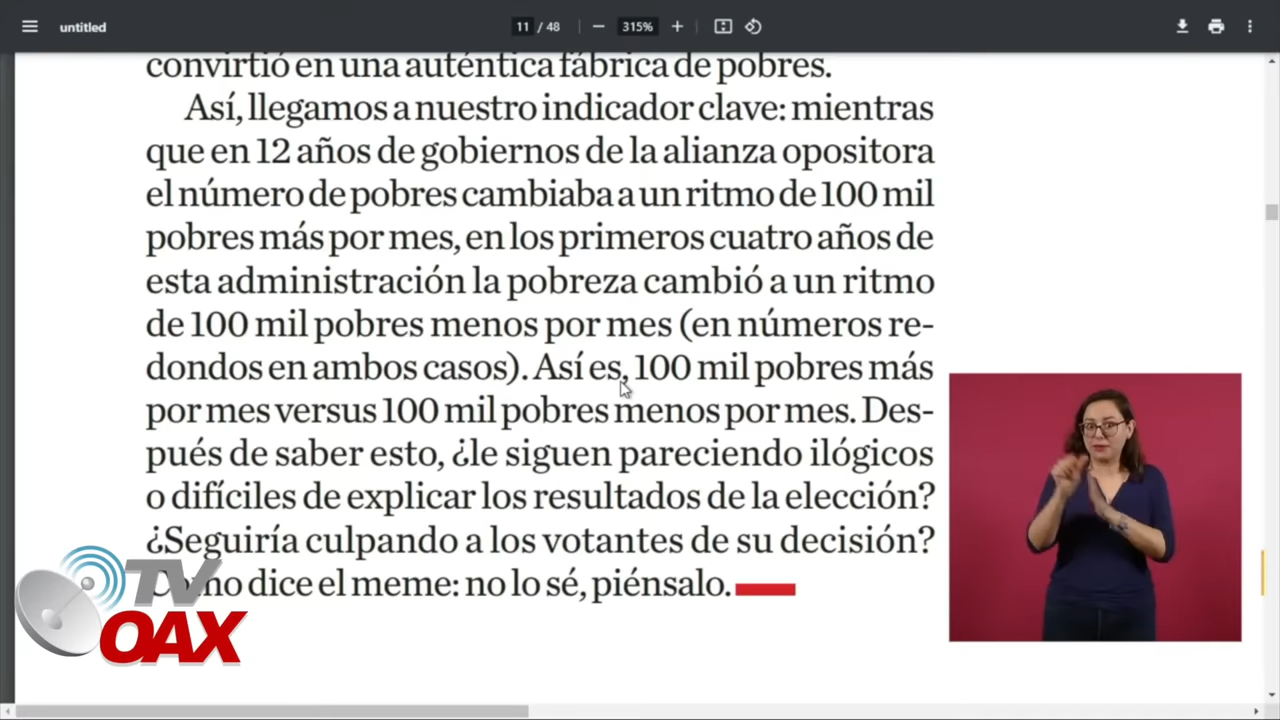 untitled
11 / 48
315%
convirtió en una auténtica fábrica de pobres.
Así, llegamos a nuestro indicador clave: mientras
que en 12 años de gobiernos de la alianza opositora
el número de pobres cambiaba a un ritmo de 100 mil
pobres más por mes, en los primeros cuatro años de
esta administración la pobreza cambió a un ritmo
de 100 mil pobres menos por mes (en números re-
dondos en ambos casos). Así es, 100 mil pobres más
por mes versus 100 mil pobres menos por mes. Des-
pués de saber esto, ¿le siguen pareciendo ilógicos
o difíciles de explicar los resultados de la elección?
¿Seguiría culpando a los votantes de su decisión?
Como dice el meme: no lo sé, piénsalo.
TV
OAX